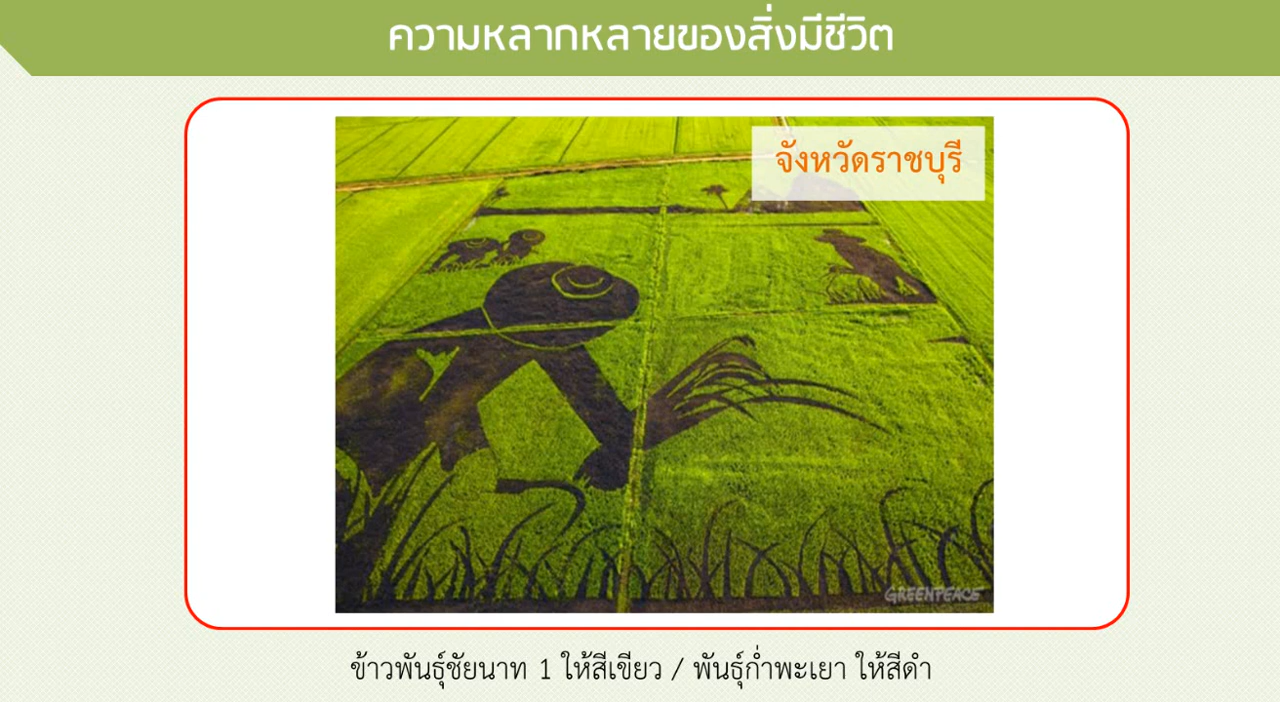 ความหลากหลายของสิ่งมีชีวิต
จังหวัดราชบุรี
GREENPEACE
ข้าวพันธุ์ชัยนาท 1 ให้สีเขียว / พันธุ์ก่ำพะเยา ให้สีดำ